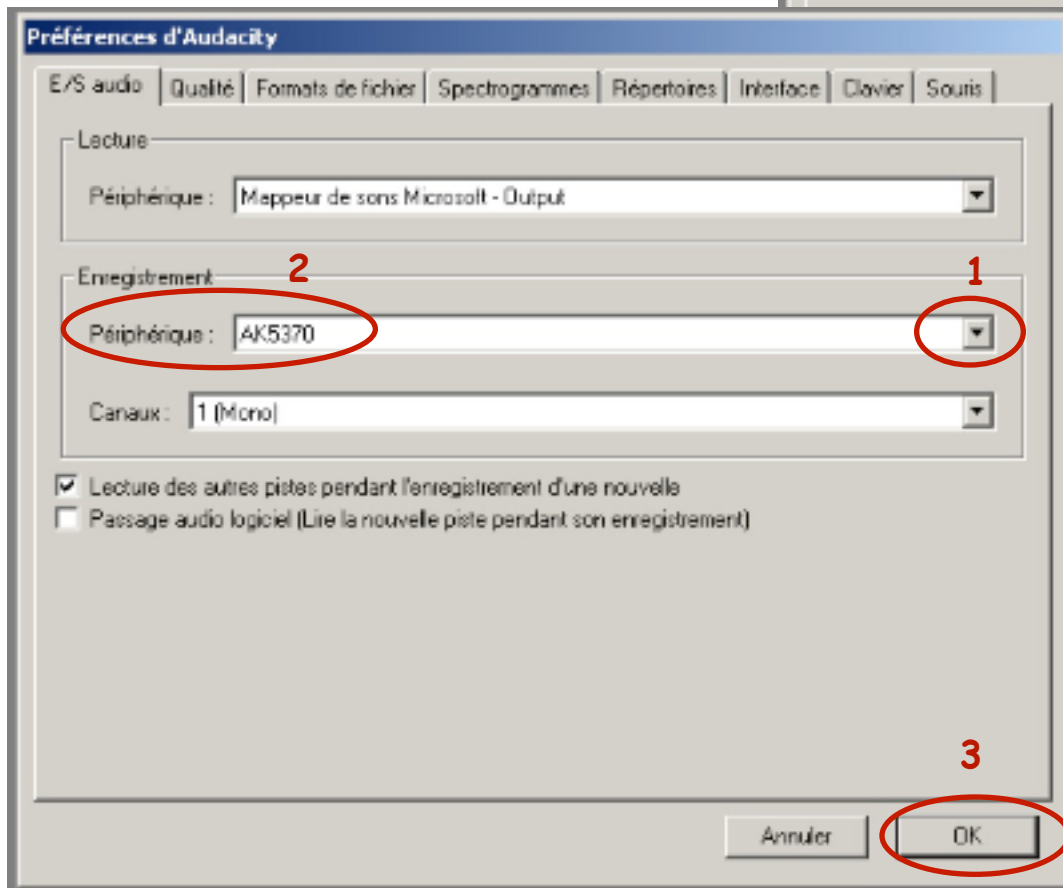 Préférences d'Audacity
E/S audio Qualité Formats de fichier Spectrogrammes Répertoires Interface Clavier Souris
Lecture
Périphérique : Mappeur de sons Microsoft - Output
Enregistrement 2 1
Périphérique : AK5370
Canaux : 1 (Mono)
Lecture des autres pistes pendant l'enregistrement d'une nouvelle
Passage audio logiciel (Lire la nouvelle piste pendant son enregistrement)
3
Annuler OK